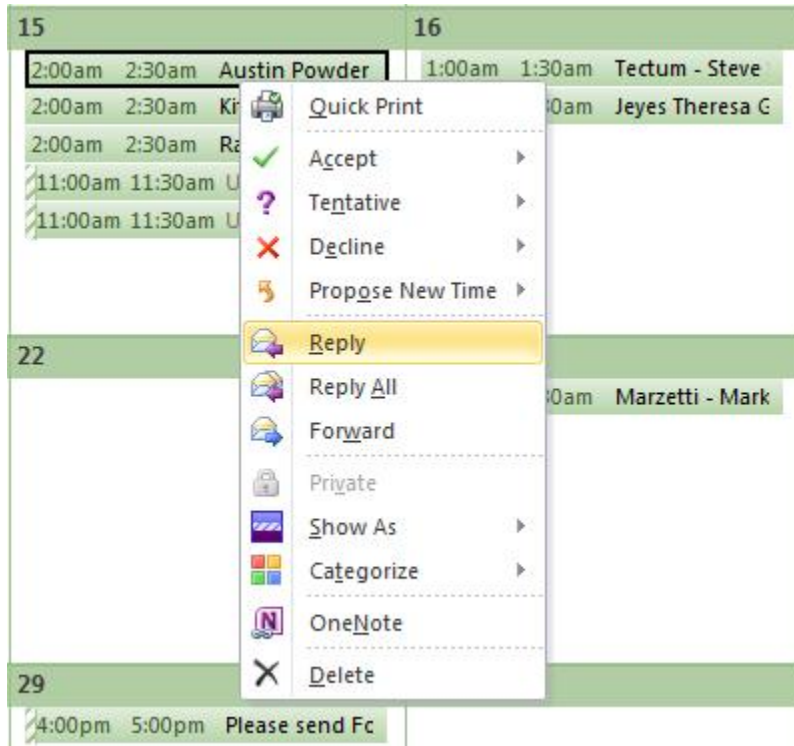 15
16
2:00am 2:30am Austin Powder
1:00am 1:30am Tectum - Steve
2:00am 2:30am
Jeyes Theresa G
2:00am 2:30am
11:00am 11:30am
11:00am 11:30am
Quick Print
Accept
Tentative
Decline
Propose New Time
Reply
Reply All
Forward
Private
Show As
Categorize
OneNote
Delete
22
Marzetti - Mark
29
4:00pm 5:00pm Please send Fo